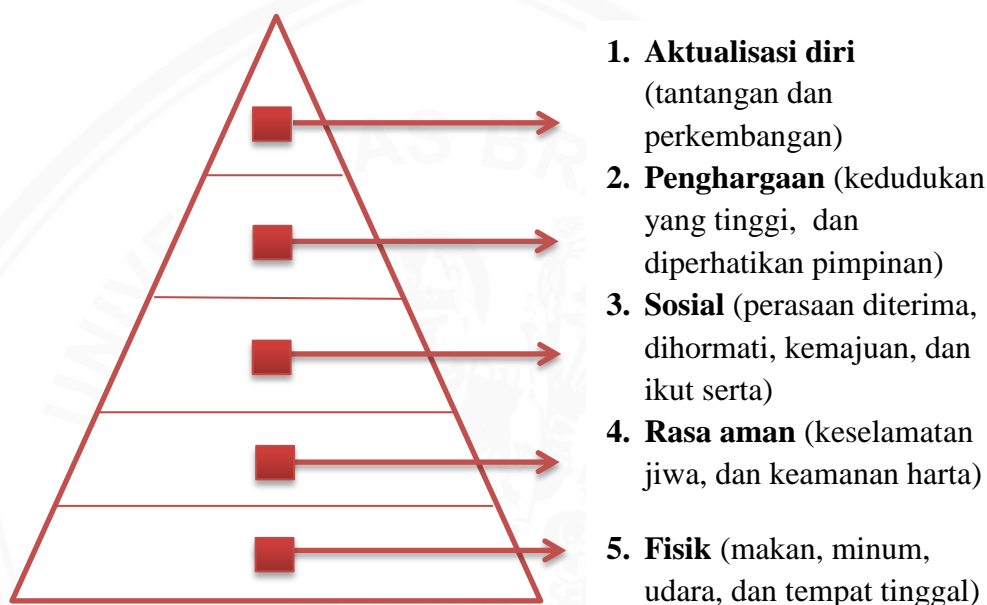 1. Aktualisasi diri
(tantangan dan
perkembangan)
2. Penghargaan (kedudukan
yang tinggi, dan
diperhatikan pimpinan)
3. Sosial (perasaan diterima,
dihormati, kemajuan, dan
ikut serta)
4. Rasa aman (keselamatan
jiwa, dan keamanan harta)
5. Fisik (makan, minum,
udara, dan tempat tinggal)